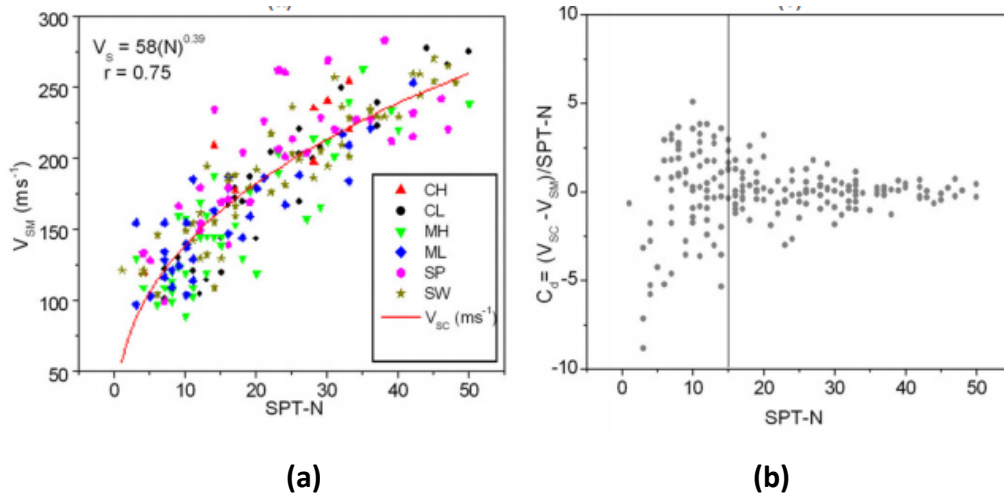 V_S = 58(N)^0.39
r = 0.75
300
250
200
150
100
50
V_SM (ms^-1)
CH
CL
MH
ML
SP
SW
V_SC (ms^-1)
0
10
20
30
40
50
SPT-N
(a)
10
5
0
-5
-10
C_d = (V_SC - V_SM)/SPT-N
0
10
20
30
40
50
SPT-N
(b)